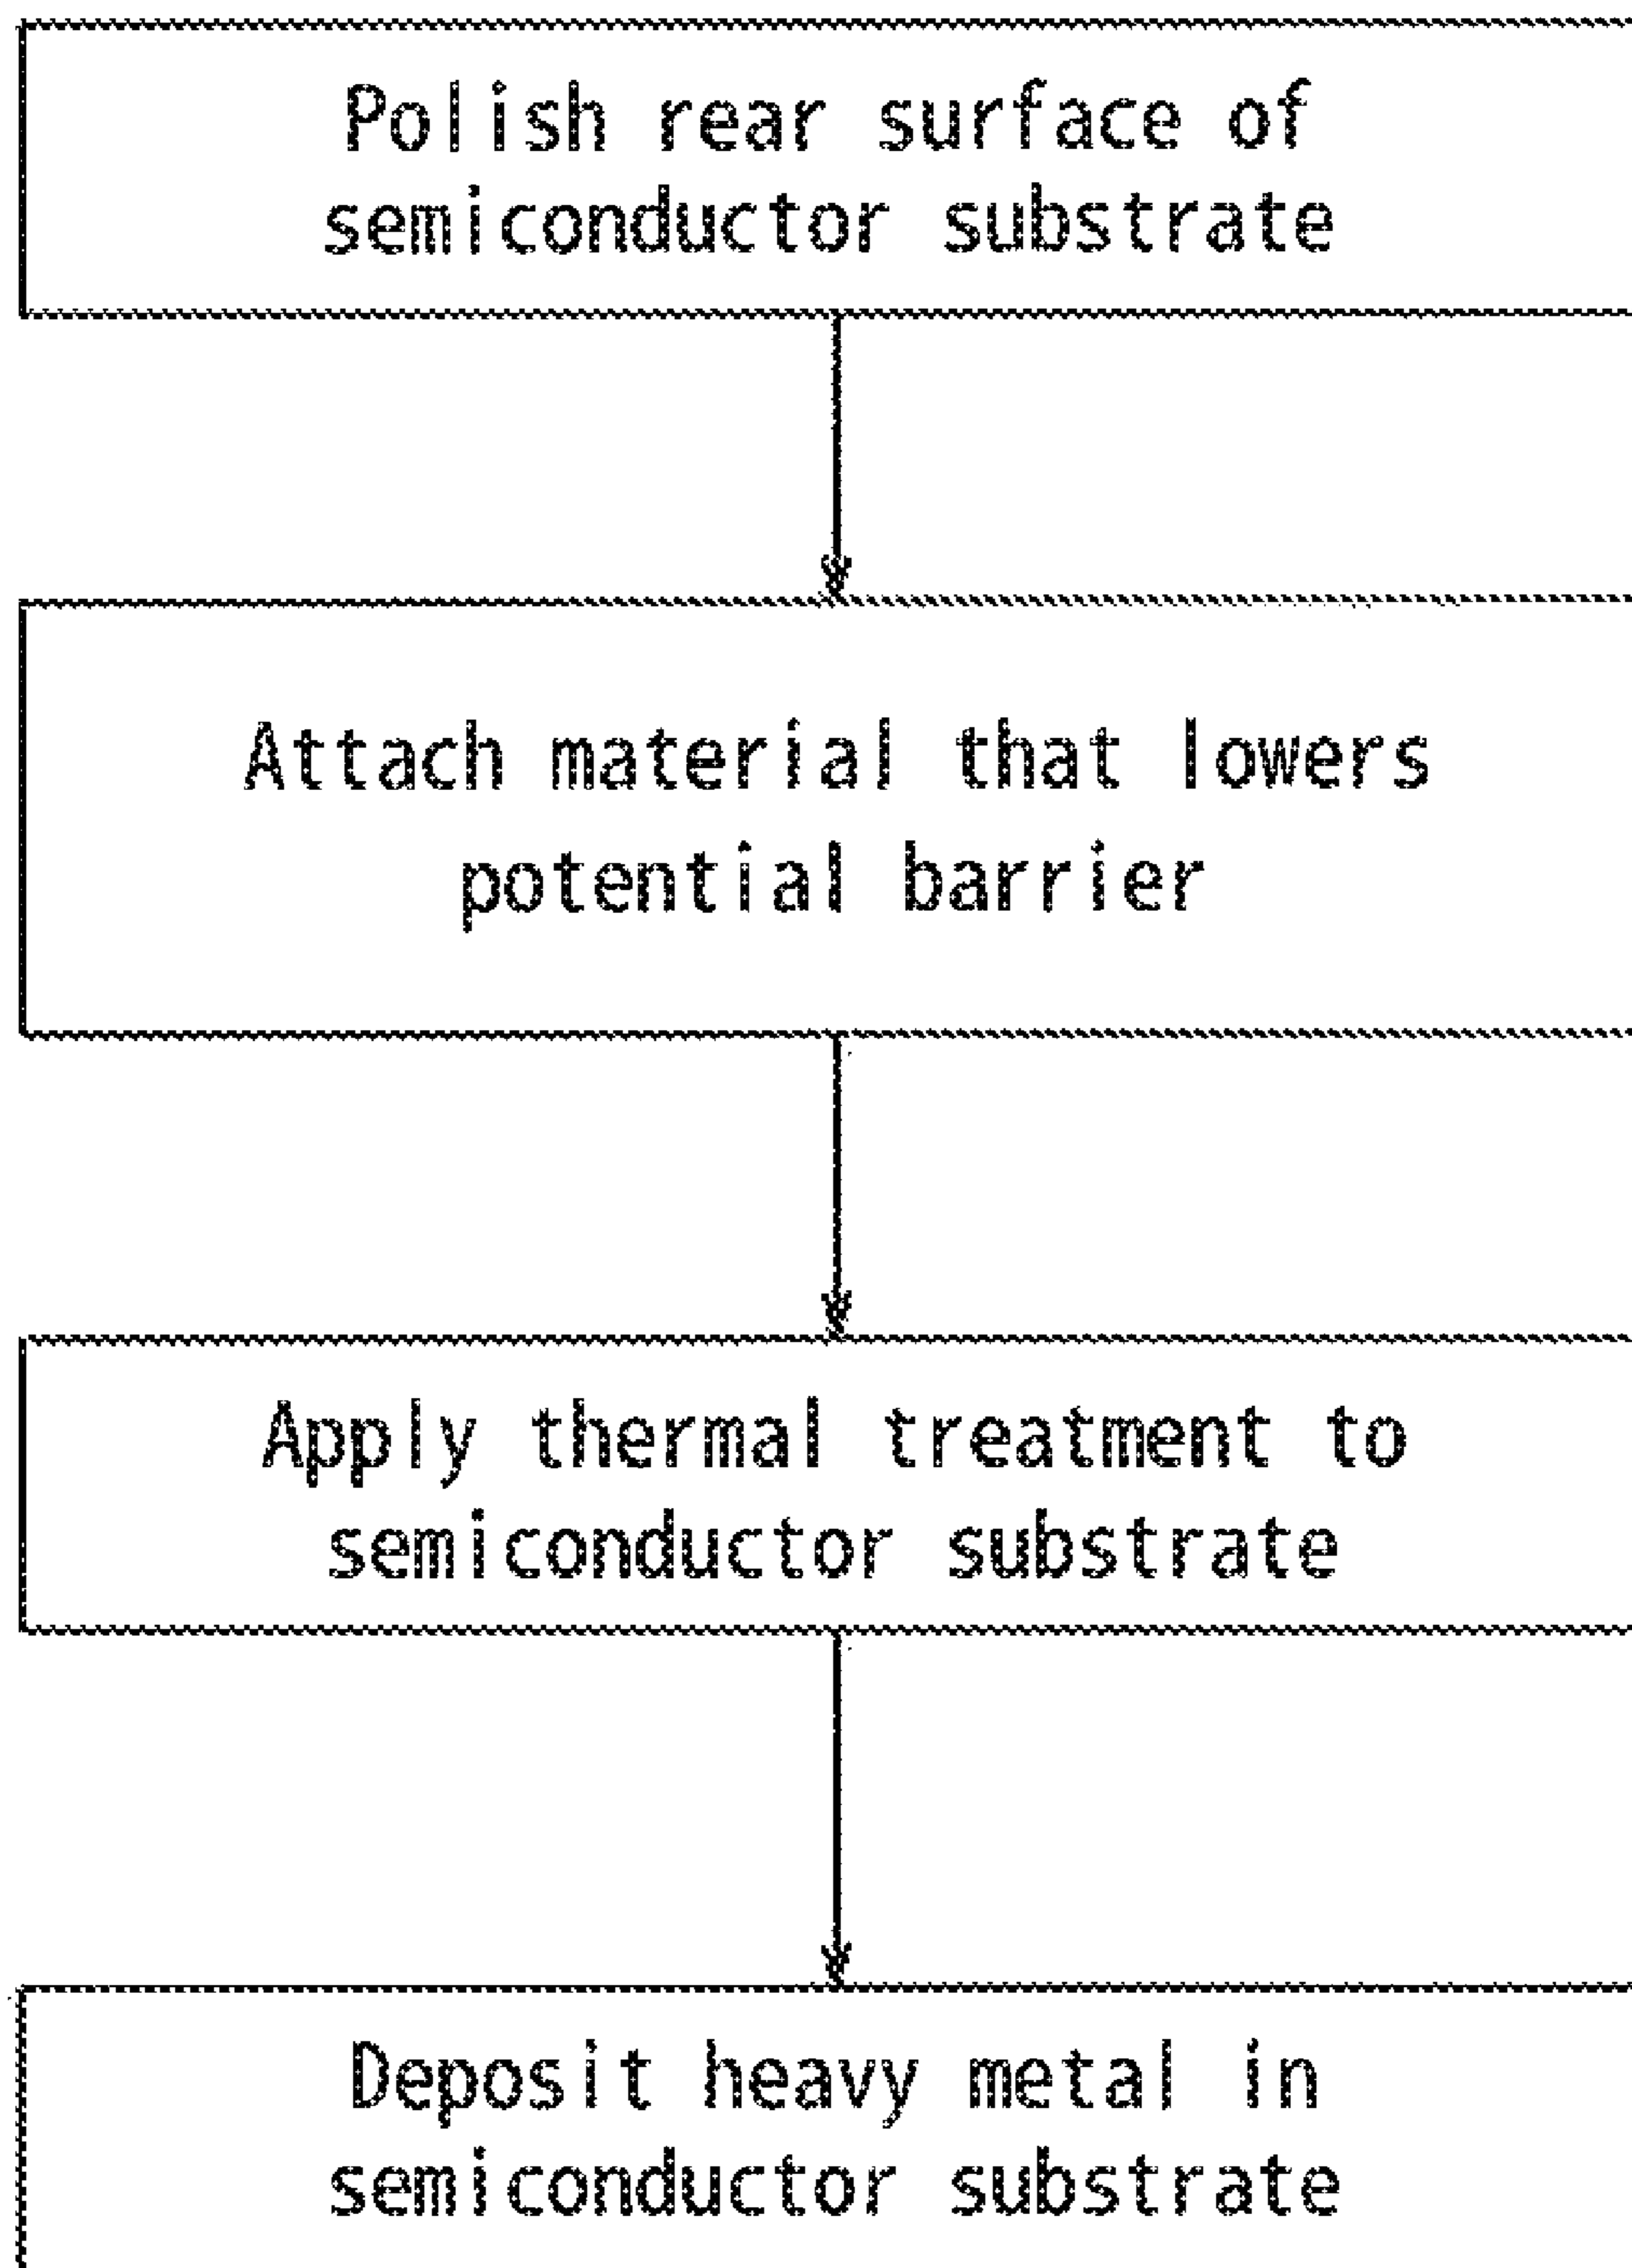 Polish rear surface of
semiconductor substrate
Attach material that lowers
potential barrier
Apply thermal treatment to
semiconductor substrate
Deposit heavy metal in
semiconductor substrate